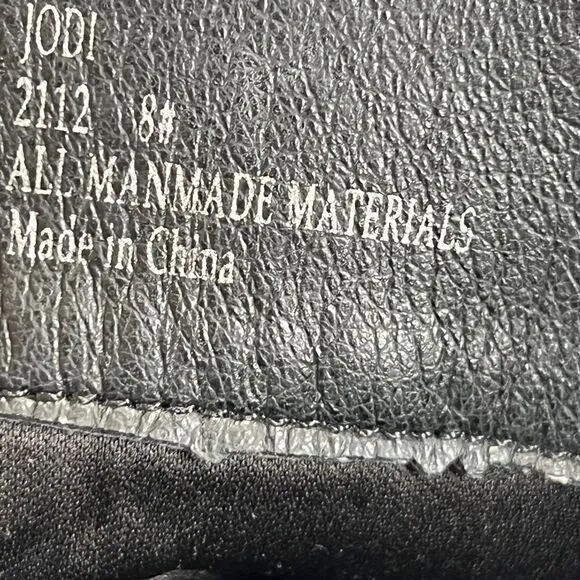 JODI
2112 8#
ALL MANMADE MATERIALS
Made in China